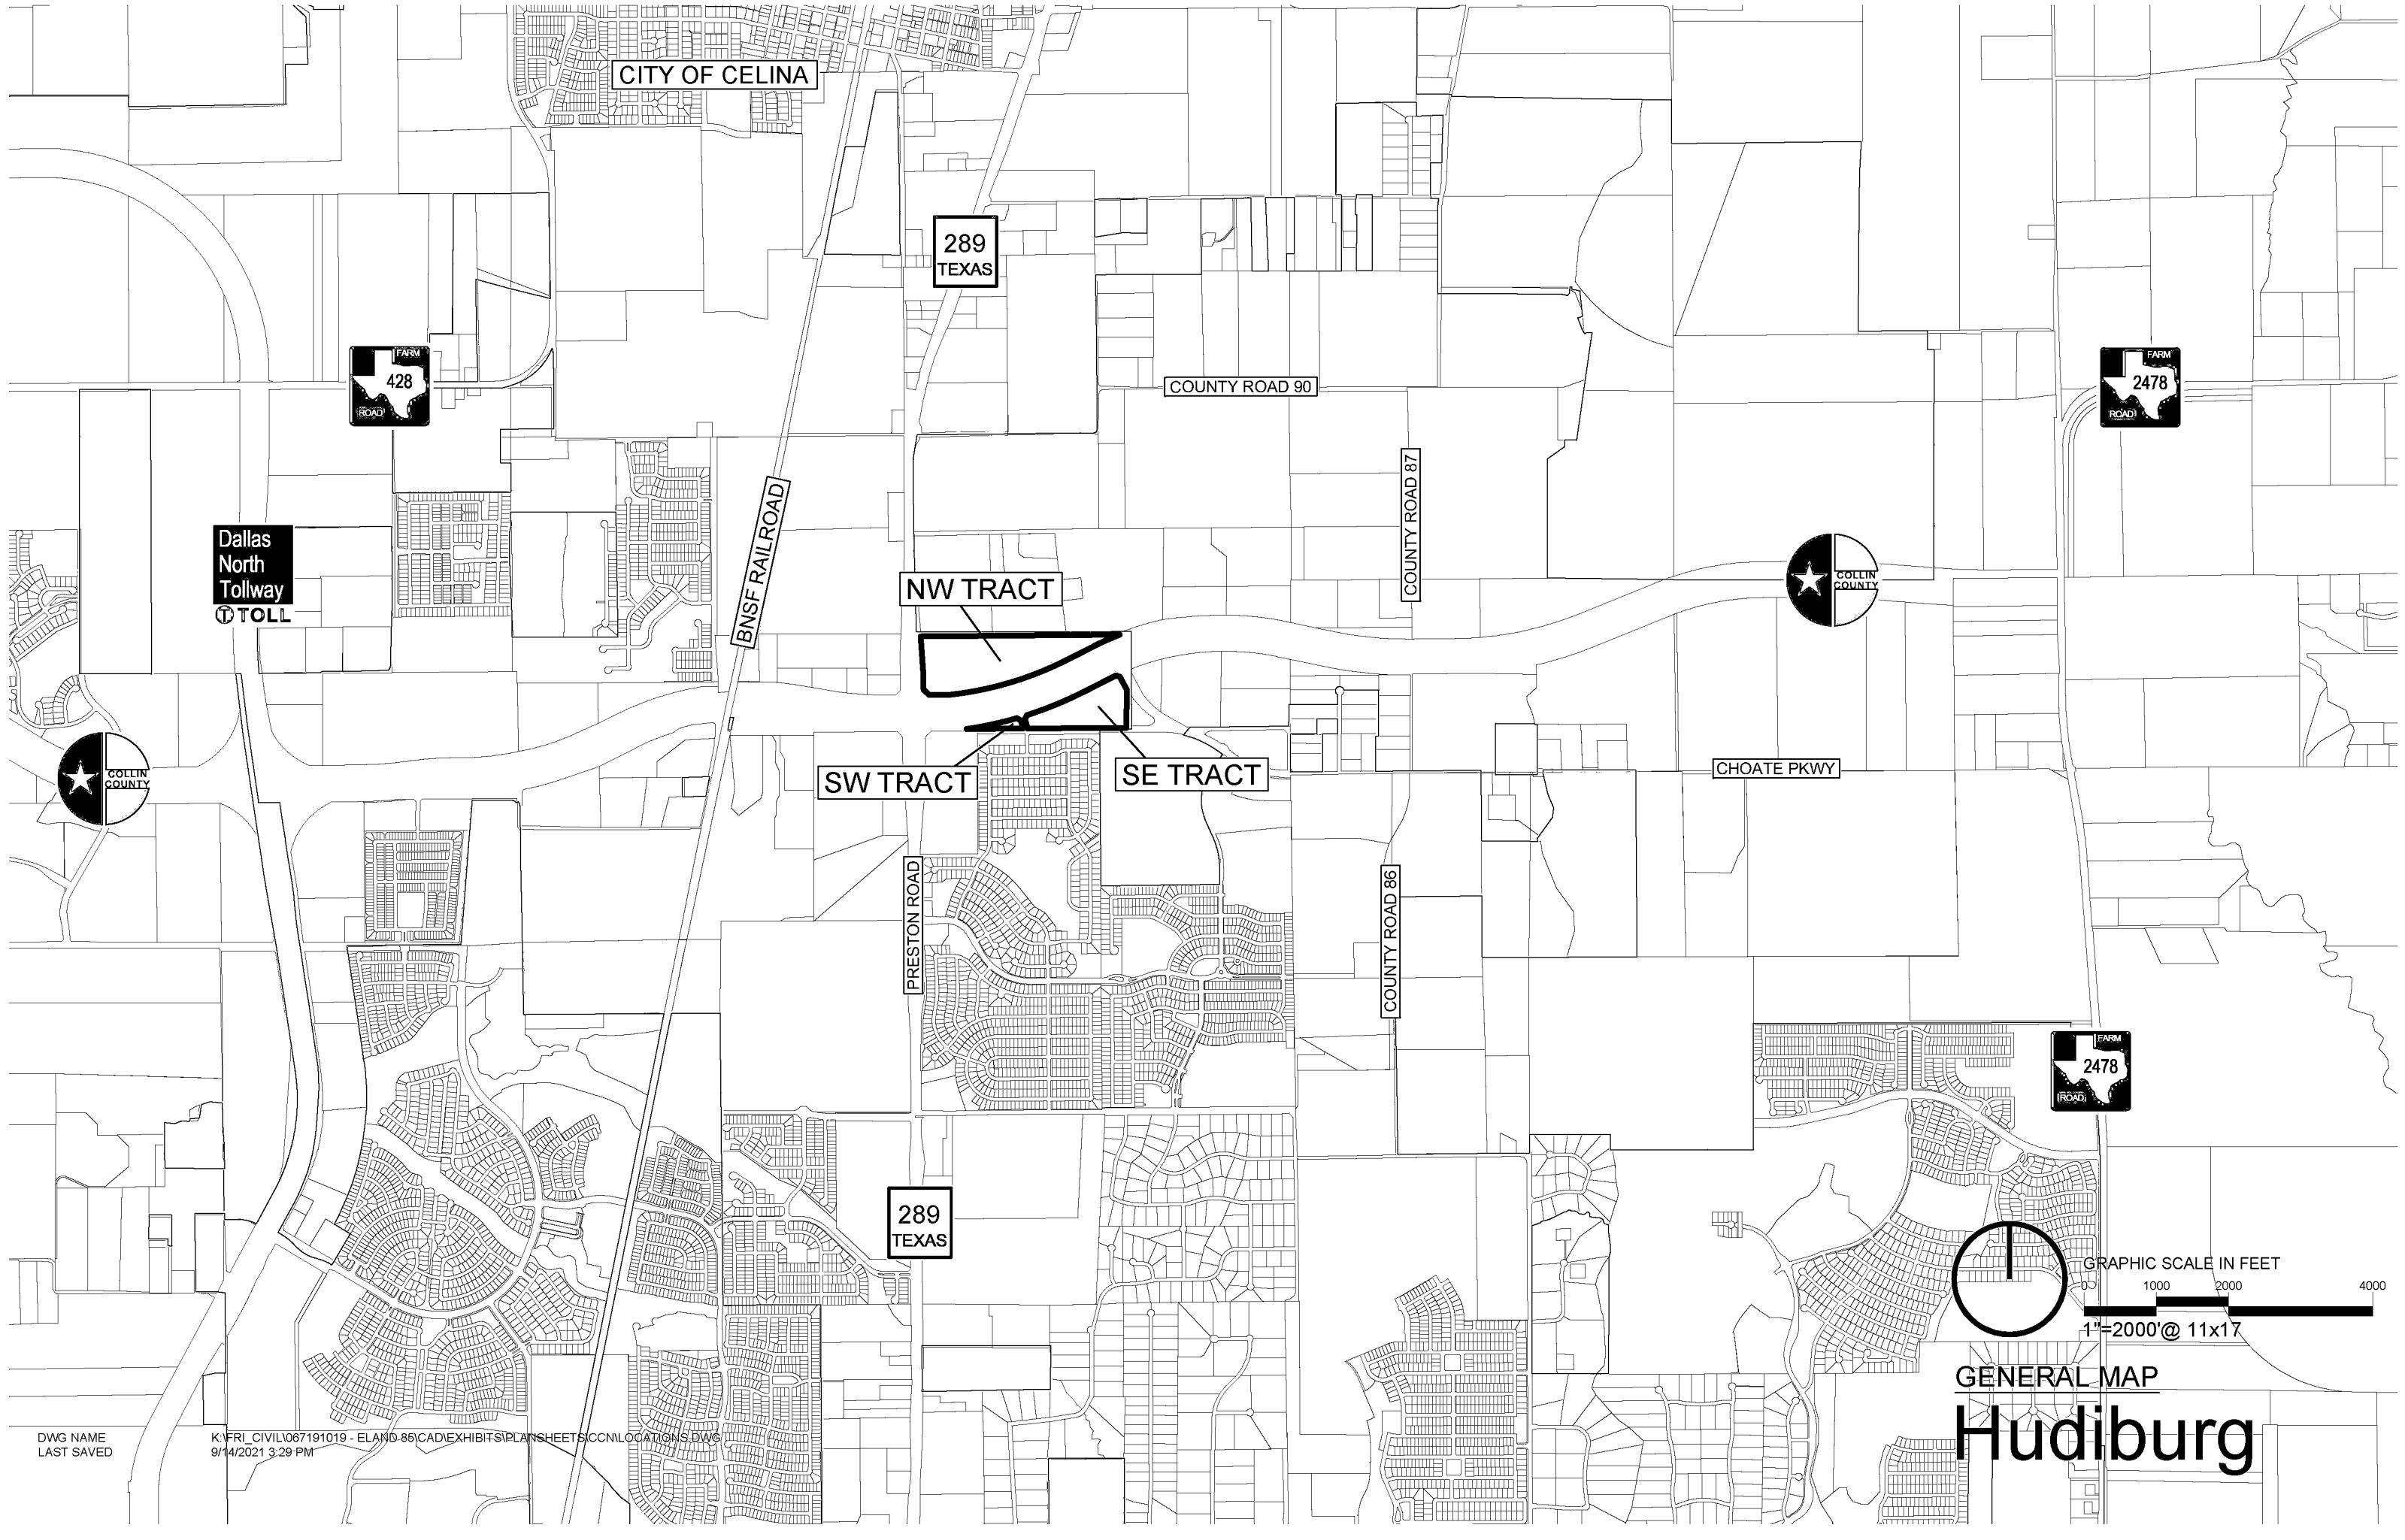 CITY OF CELINA
289
TEXAS
FARM
428
ROAD
COUNTY ROAD 90
FARM
2478
ROAD
COUNTY ROAD 87
BNSF RAILROAD
Dallas
North
Tollway
TOLL
NW TRACT
COLLIN
COUNTY
COLLIN
COUNTY
SW TRACT
SE TRACT
CHOATE PKWY
PRESTON ROAD
COUNTY ROAD 86
FARM
2478
ROAD
289
TEXAS
GRAPHIC SCALE IN FEET
0 1000 2000 4000
1"=2000'@ 11x17
GENERAL MAP
Hudiburg
DWG NAME K:\FRI_CIVIL\067191019 - ELAND 85\CAD\EXHIBITS\PLANSHEETS\CCN\LOCATIONS.DWG
LAST SAVED 9/14/2021 3:29 PM